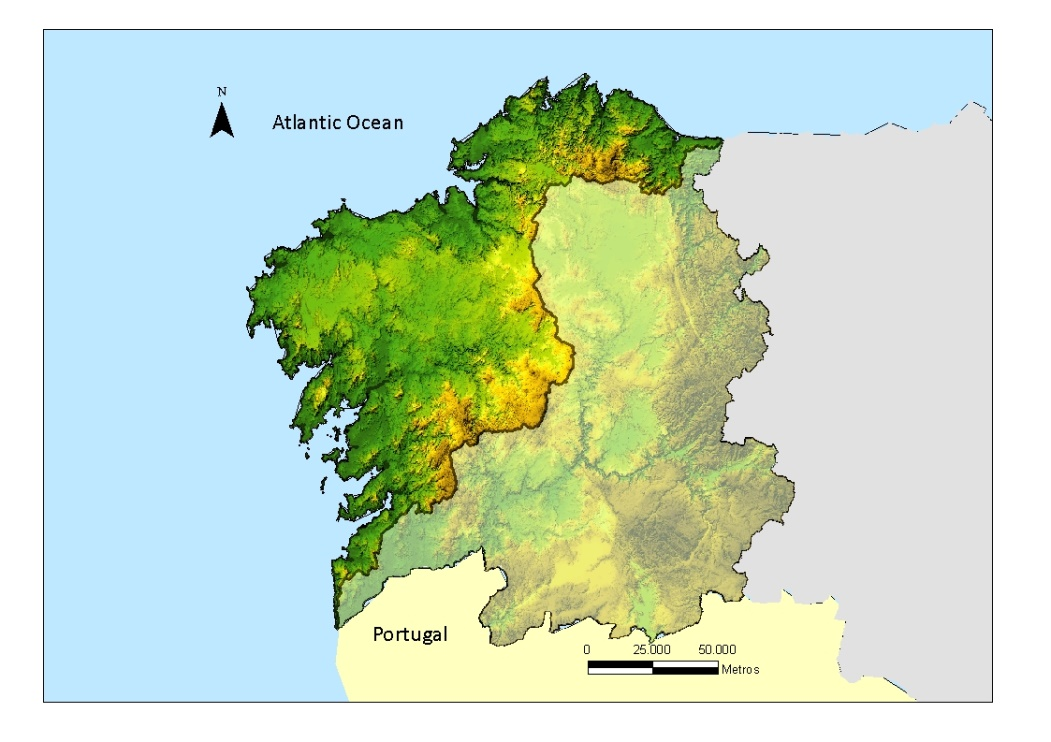 N
Atlantic Ocean
Portugal
0 25.000 50.000
Metros